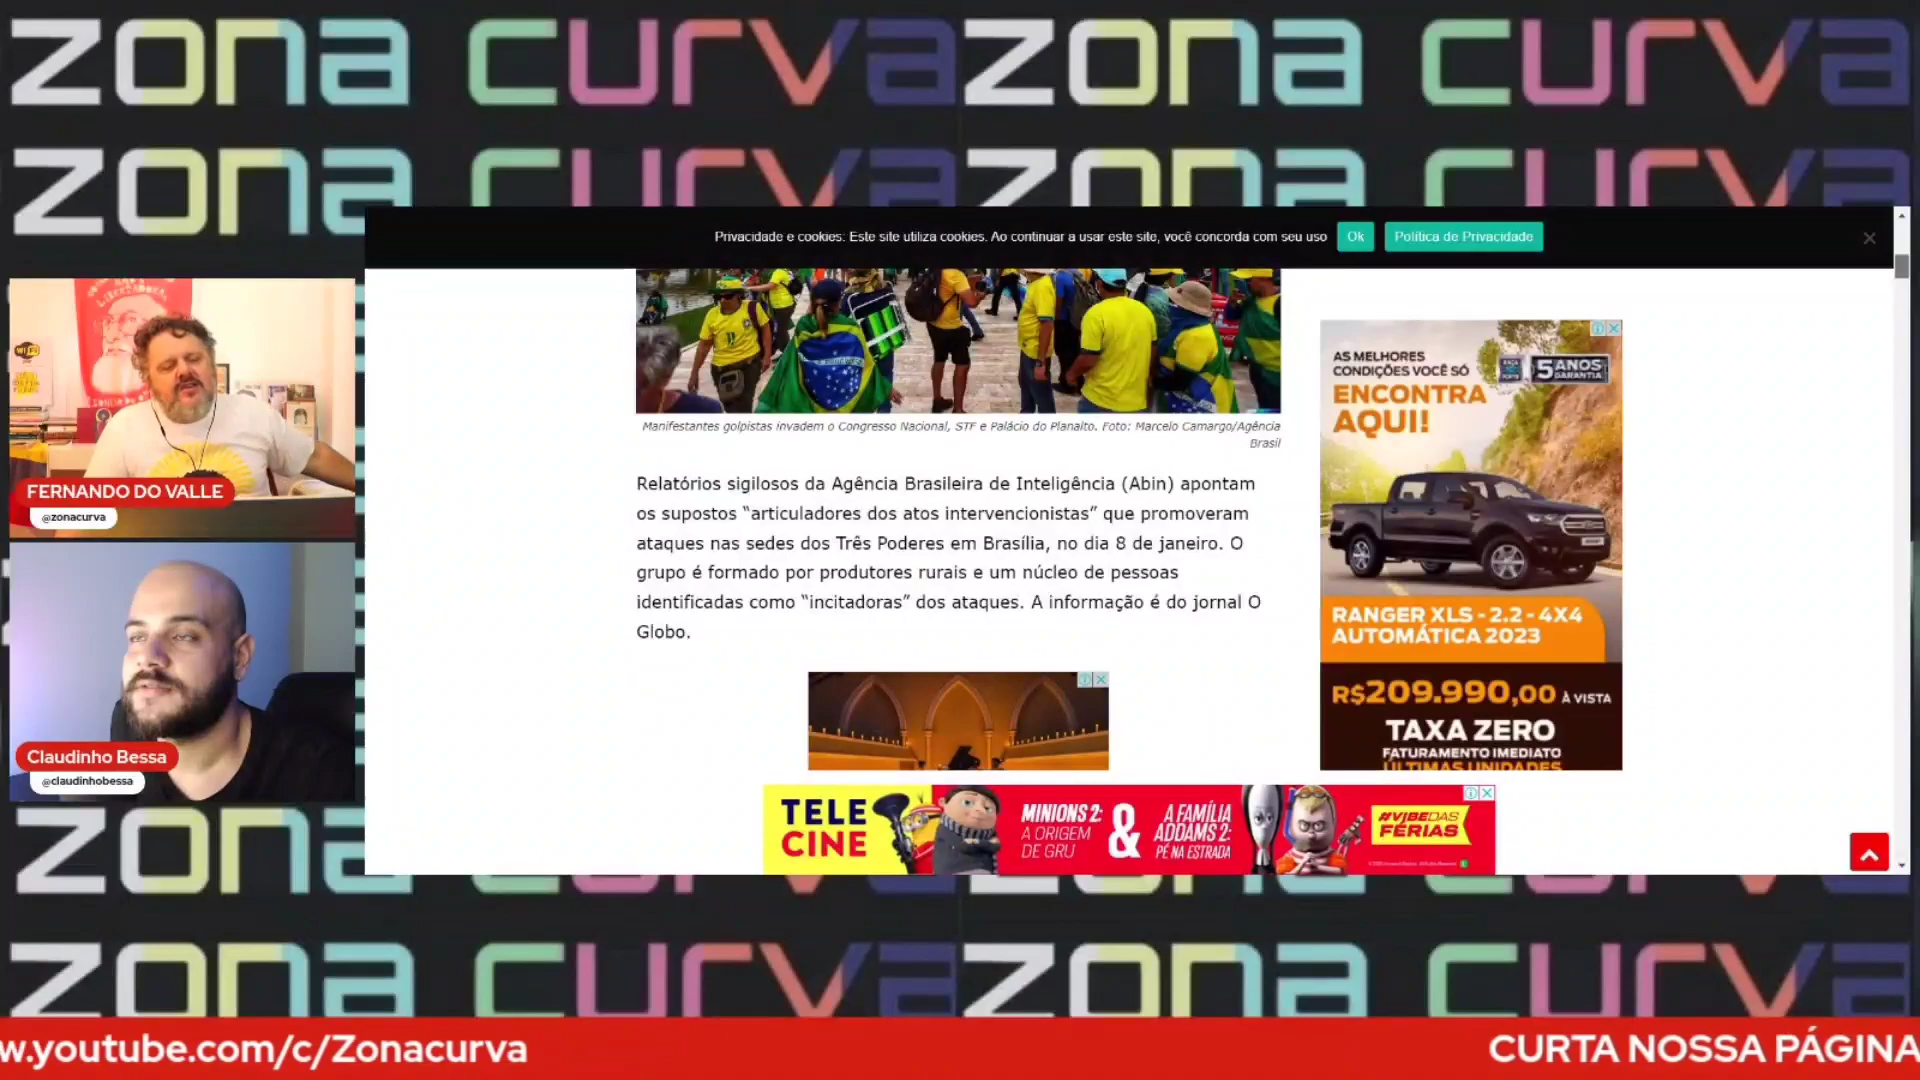 zona curva zona curva
zona curva zona curva
Privacidade e cookies: Este site utiliza cookies. Ao continuar a usar este site, você concorda com seu uso Ok Política de Privacidade
Manifestantes golpistas invadem o Congresso Nacional, STF e Palácio do Planalto. Foto: Marcelo Camargo/Agência
Brasil
Relatórios sigilosos da Agência Brasileira de Inteligência (Abin) apontam
os supostos “articuladores dos atos intervencionistas” que promoveram
ataques nas sedes dos Três Poderes em Brasília, no dia 8 de janeiro. O
grupo é formado por produtores rurais e um núcleo de pessoas
identificadas como “incitadoras” dos ataques. A informação é do jornal O
Globo.
AS MELHORES
CONDIÇÕES VOCÊ SÓ
ENCONTRA
AQUI!
5 ANOS
GARANTIA
RANGER XLS - 2.2 - 4X4
AUTOMÁTICA 2023
R$209.990,00 À VISTA
TAXA ZERO
FATURAMENTO IMEDIATO
ÚLTIMAS UNIDADES
FERNANDO DO VALLE
@zonacurva
Claudinho Bessa
@claudinhobessa
TELE
CINE
MINIONS 2:
A ORIGEM
DE GRU
&
A FAMÍLIA
ADDAMS 2:
PÉ NA ESTRADA
#VIBEDAS
FÉRIAS
zona curva zona curva
zona curva zona curva
w.youtube.com/c/Zonacurva
CURTA NOSSA PÁGINA